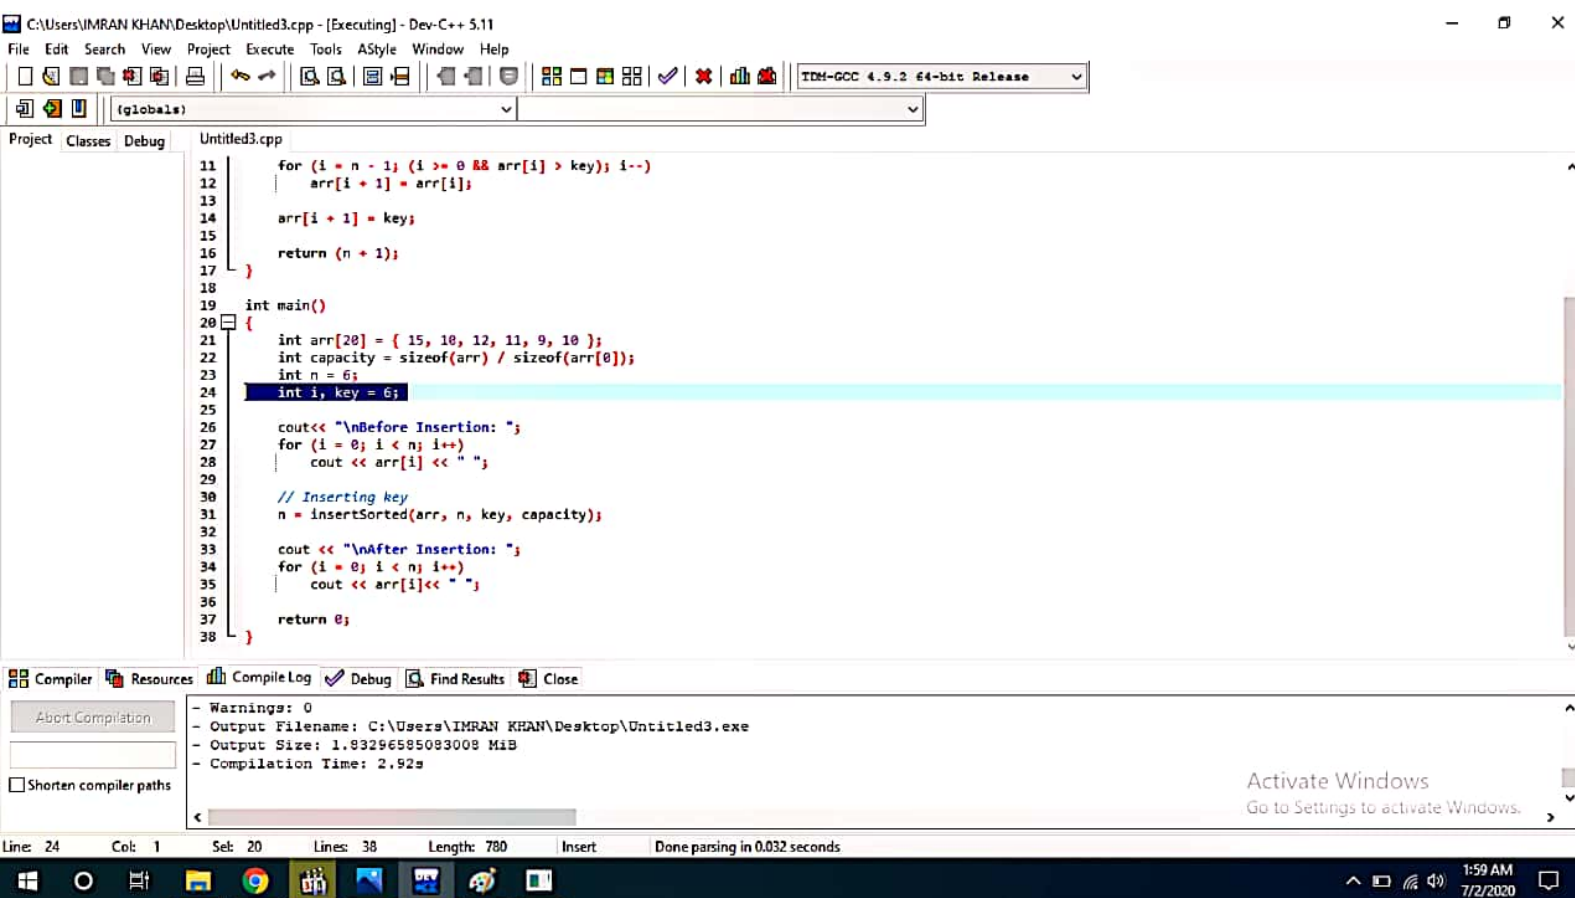 C:\Users\IMRAN KHAN\Desktop\Untitled3.cpp - [Executing] - Dev-C++ 5.11
File Edit Search View Project Execute Tools AStyle Window Help
TDM-GCC 4.9.2 64-bit Release
(globals)
Project Classes Debug Untitled3.cpp
11 for (i = n - 1; (i >= 0 && arr[i] > key); i--)
12 arr[i + 1] = arr[i];
13
14 arr[i + 1] = key;
15
16 return (n + 1);
17 }
18
19 int main()
20 {
21 int arr[20] = { 15, 10, 12, 11, 9, 10 };
22 int capacity = sizeof(arr) / sizeof(arr[0]);
23 int n = 6;
24 int i, key = 6;
25
26 cout<< "\nBefore Insertion: ";
27 for (i = 0; i < n; i++)
28 cout << arr[i] << " ";
29
30 // Inserting key
31 n = insertSorted(arr, n, key, capacity);
32
33 cout << "\nAfter Insertion: ";
34 for (i = 0; i < n; i++)
35 cout << arr[i]<< " ";
36
37 return 0;
38 }
Compiler Resources Compile Log Debug Find Results Close
Abort Compilation
Shorten compiler paths
- Warnings: 0
- Output Filename: C:\Users\IMRAN KHAN\Desktop\Untitled3.exe
- Output Size: 1.83296585083008 MiB
- Compilation Time: 2.92s
Activate Windows
Go to Settings to activate Windows.
Line: 24 Col: 1 Sel: 20 Lines: 38 Length: 780 Insert Done parsing in 0.032 seconds
DEV
1:59 AM
7/2/2020